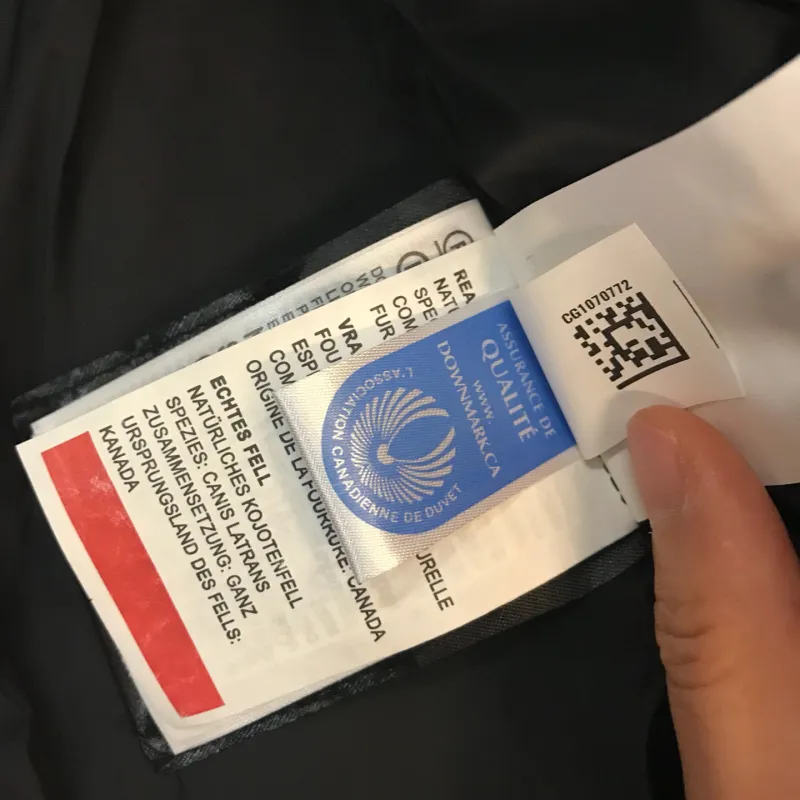 CG1070772
ASSURANCE DE
QUALITÉ
WWW.
DOWNMARK.CA
L'ASSOCIATION CANADIENNE DE DUVET
REA
NATU
SPE
COM
FUR
VRA
FOU
ESP
COM
ORIGINE DE LA FOURRURE: CANADA
URELLE
ECHTES FELL
NATÜRLICHES KOJOTENFELL
SPEZIES: CANIS LATRANS
ZUSAMMENSETZUNG: GANZ
URSPRUNGSLAND DES FELLS:
KANADA